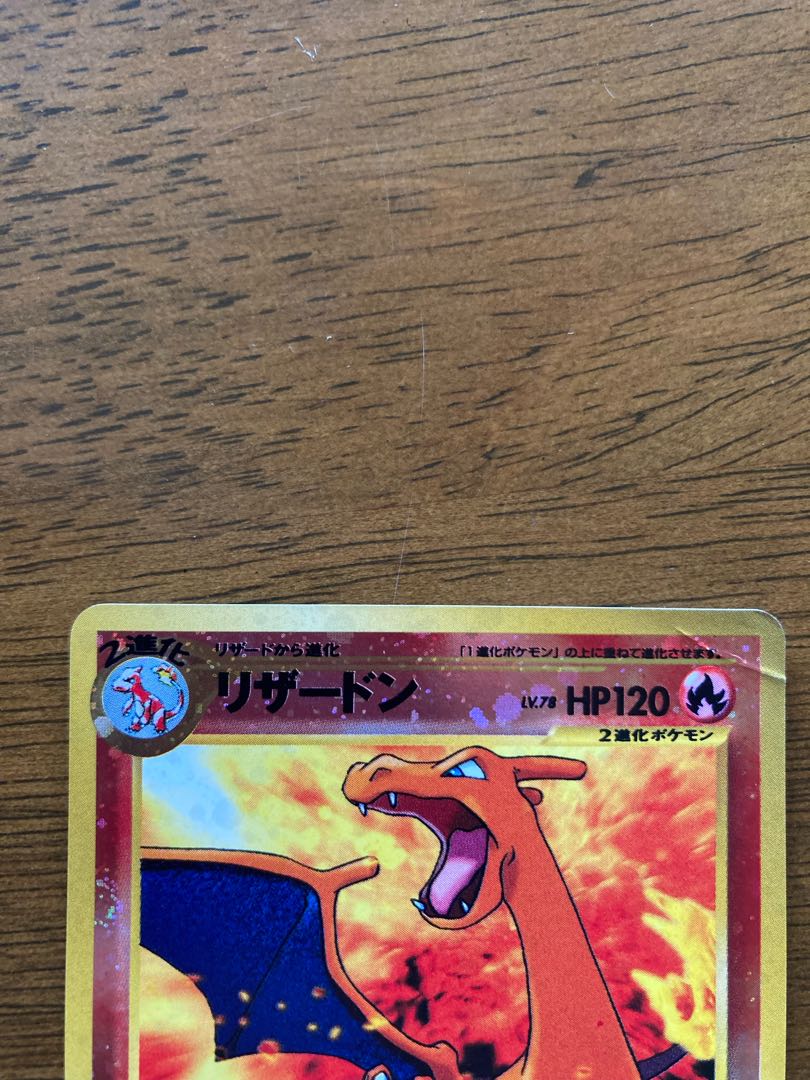 2進化
リザードから進化
「1進化ポケモン」の上に重ねて進化させます。
リザードン
LV.78 HP120
2進化ポケモン